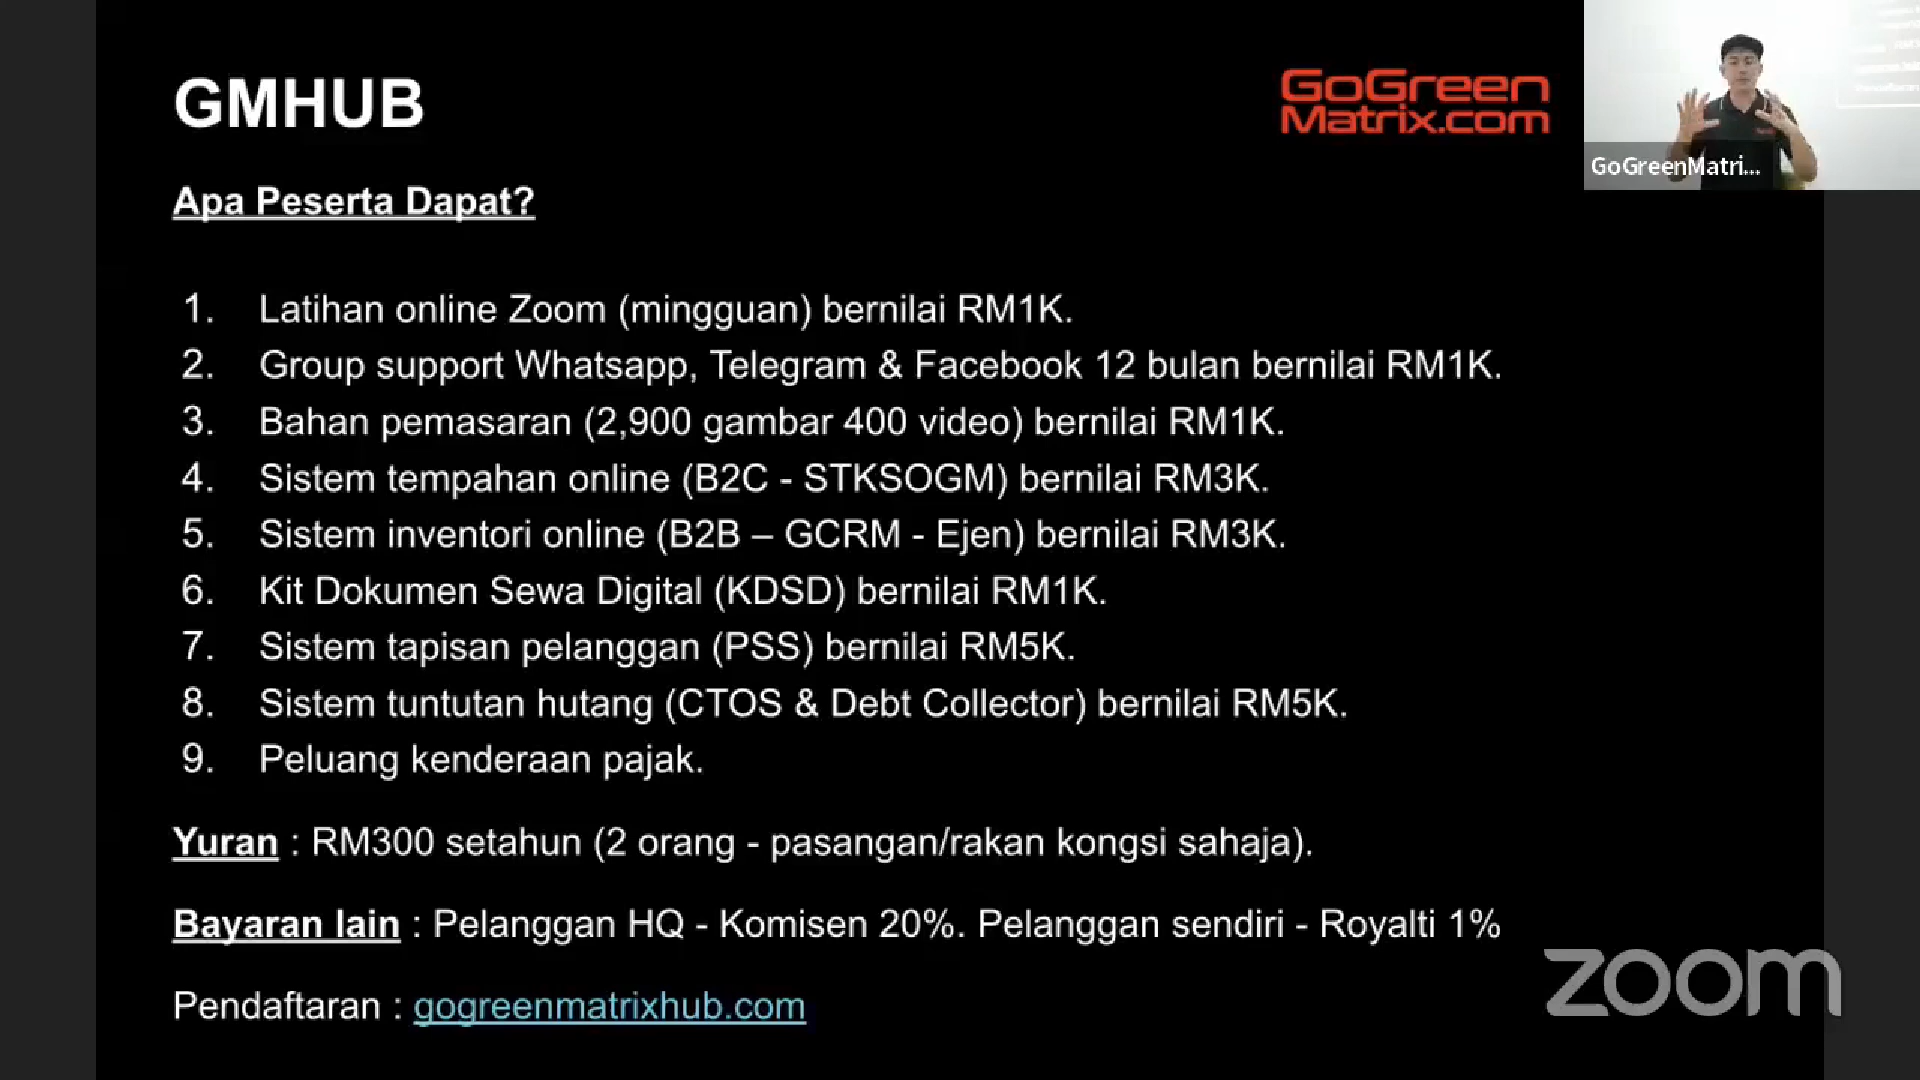 GMHUB
GoGreen
Matrix.com
GoGreenMatri...
Apa Peserta Dapat?
1. Latihan online Zoom (mingguan) bernilai RM1K.
2. Group support Whatsapp, Telegram & Facebook 12 bulan bernilai RM1K.
3. Bahan pemasaran (2,900 gambar 400 video) bernilai RM1K.
4. Sistem tempahan online (B2C - STKSOGM) bernilai RM3K.
5. Sistem inventori online (B2B – GCRM - Ejen) bernilai RM3K.
6. Kit Dokumen Sewa Digital (KDSD) bernilai RM1K.
7. Sistem tapisan pelanggan (PSS) bernilai RM5K.
8. Sistem tuntutan hutang (CTOS & Debt Collector) bernilai RM5K.
9. Peluang kenderaan pajak.
Yuran : RM300 setahun (2 orang - pasangan/rakan kongsi sahaja).
Bayaran lain : Pelanggan HQ - Komisen 20%. Pelanggan sendiri - Royalti 1%
Pendaftaran : gogreenmatrixhub.com
zoom